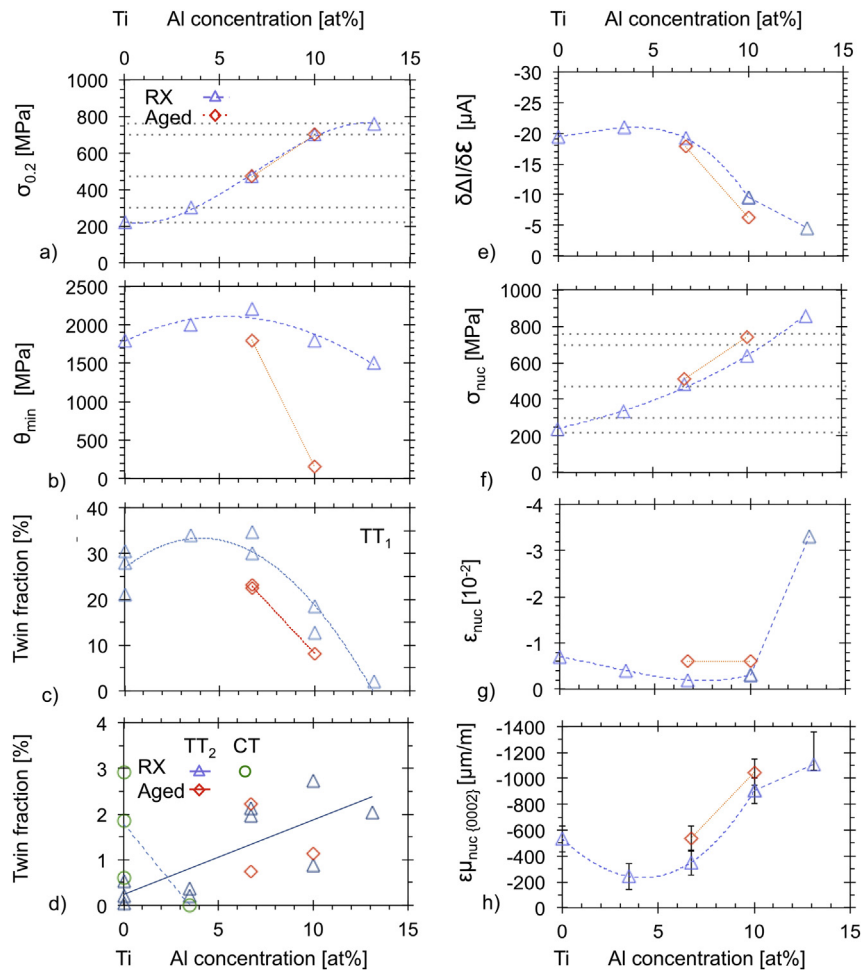 Ti Al concentration [at%]
0 5 10 15
1000
800
600
400
200
0
σ0.2 [MPa]
RX
Aged
a)
2500
2000
1500
1000
500
0
θmin [MPa]
b)
40
30
20
10
0
Twin fraction [%]
TT1
c)
4
3
2
1
0
Twin fraction [%]
TT2 CT
RX
Aged
d)
0 5 10 15
Ti Al concentration [at%]
Ti Al concentration [at%]
0 5 10 15
-30
-25
-20
-15
-10
-5
0
δΔI/δε [µA]
e)
1000
800
600
400
200
0
σnuc [MPa]
f)
-4
-3
-2
-1
0
εnuc [10-2]
g)
-1400
-1200
-1000
-800
-600
-400
-200
0
εµnuc {0002} [µm/m]
h)
0 5 10 15
Ti Al concentration [at%]